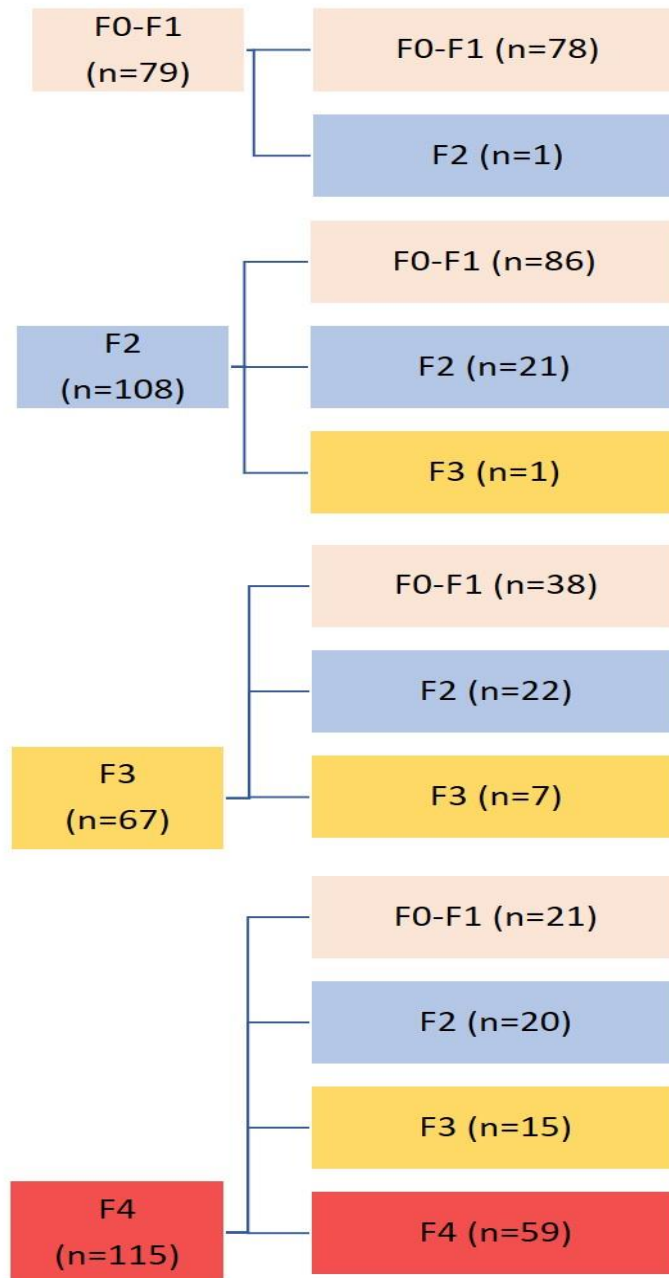 F0-F1
(n=79)
F0-F1 (n=78)
F2 (n=1)
F2
(n=108)
F0-F1 (n=86)
F2 (n=21)
F3 (n=1)
F3
(n=67)
F0-F1 (n=38)
F2 (n=22)
F3 (n=7)
F4
(n=115)
F0-F1 (n=21)
F2 (n=20)
F3 (n=15)
F4 (n=59)